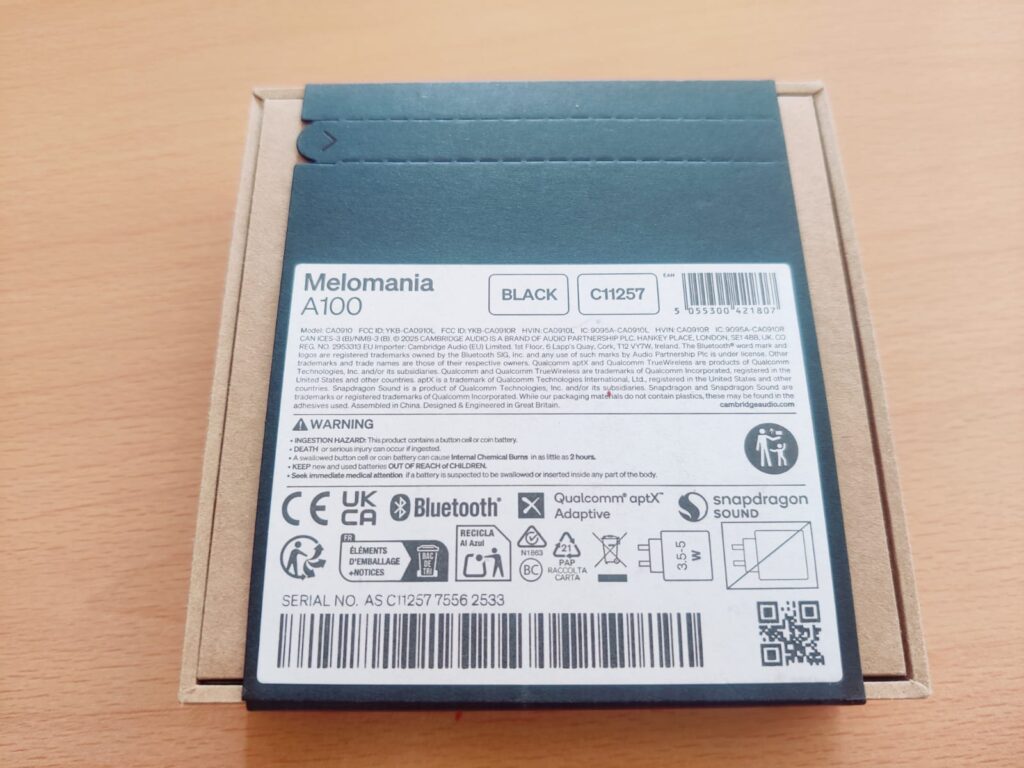 Melomania
A100
BLACK
C11257
EAN
5 055300 421807
Model: CA0910 FCC ID: YKB-CA0910L FCC ID: YKB-CA0910R HVIN: CA0910L IC: 9095A-CA0910L HVIN: CA0910R IC: 9095A-CA0910R
CAN ICES-3 (B)/NMB-3 (B). © 2025 CAMBRIDGE AUDIO IS A BRAND OF AUDIO PARTNERSHIP PLC. HANKEY PLACE, LONDON, SE1 4BB, UK. CO.
REG. NO. 2953313 EU Importer: Cambridge Audio (EU) Limited. 1st Floor, 6 Lapp's Quay, Cork, T12 VY7W, Ireland. The Bluetooth® word mark and
logos are registered trademarks owned by the Bluetooth SIG, Inc. and any use of such marks by Audio Partnership Plc is under license. Other
trademarks and trade names are those of their respective owners. Qualcomm aptX and Qualcomm TrueWireless are products of Qualcomm
Technologies, Inc. and/or its subsidiaries. Qualcomm and Qualcomm TrueWireless are trademarks of Qualcomm Incorporated, registered in the
United States and other countries. aptX is a trademark of Qualcomm Technologies International, Ltd., registered in the United States and other
countries. Snapdragon Sound is a product of Qualcomm Technologies, Inc. and/or its subsidiaries. Snapdragon and Snapdragon Sound are
trademarks or registered trademarks of Qualcomm Incorporated. While our packaging materials do not contain plastics, these may be found in the
adhesives used. Assembled in China. Designed & Engineered in Great Britain.
cambridgeaudio.com
WARNING
• INGESTION HAZARD: This product contains a button cell or coin battery.
• DEATH or serious injury can occur if ingested.
• A swallowed button cell or coin battery can cause Internal Chemical Burns in as little as 2 hours.
• KEEP new and used batteries OUT OF REACH of CHILDREN.
• Seek immediate medical attention if a battery is suspected to be swallowed or inserted inside any part of the body.
CE
UK
CA
Bluetooth®
Qualcomm® aptX™
Adaptive
snapdragon
SOUND
FR
ÉLÉMENTS
D'EMBALLAGE
+NOTICES
BAC
DE
TRI
RECICLA
Al Azul
N1863
BC
21
PAP
RACCOLTA
CARTA
3.5-5
W
SERIAL NO. AS C11257 7556 2533